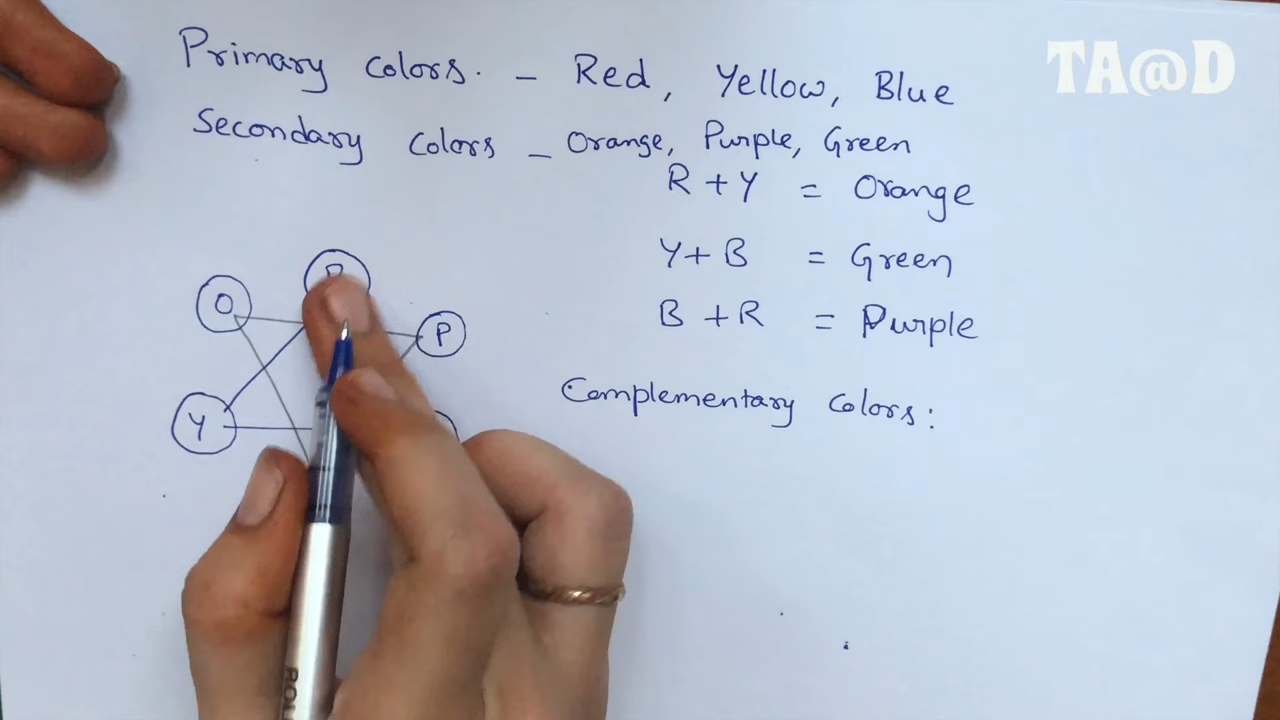 Primary Colors. - Red, Yellow, Blue
TA@D
Secondary Colors - Orange, Purple, Green
R + Y = Orange
Y + B = Green
B + R = Purple
O
P
Y
Complementary Colors: